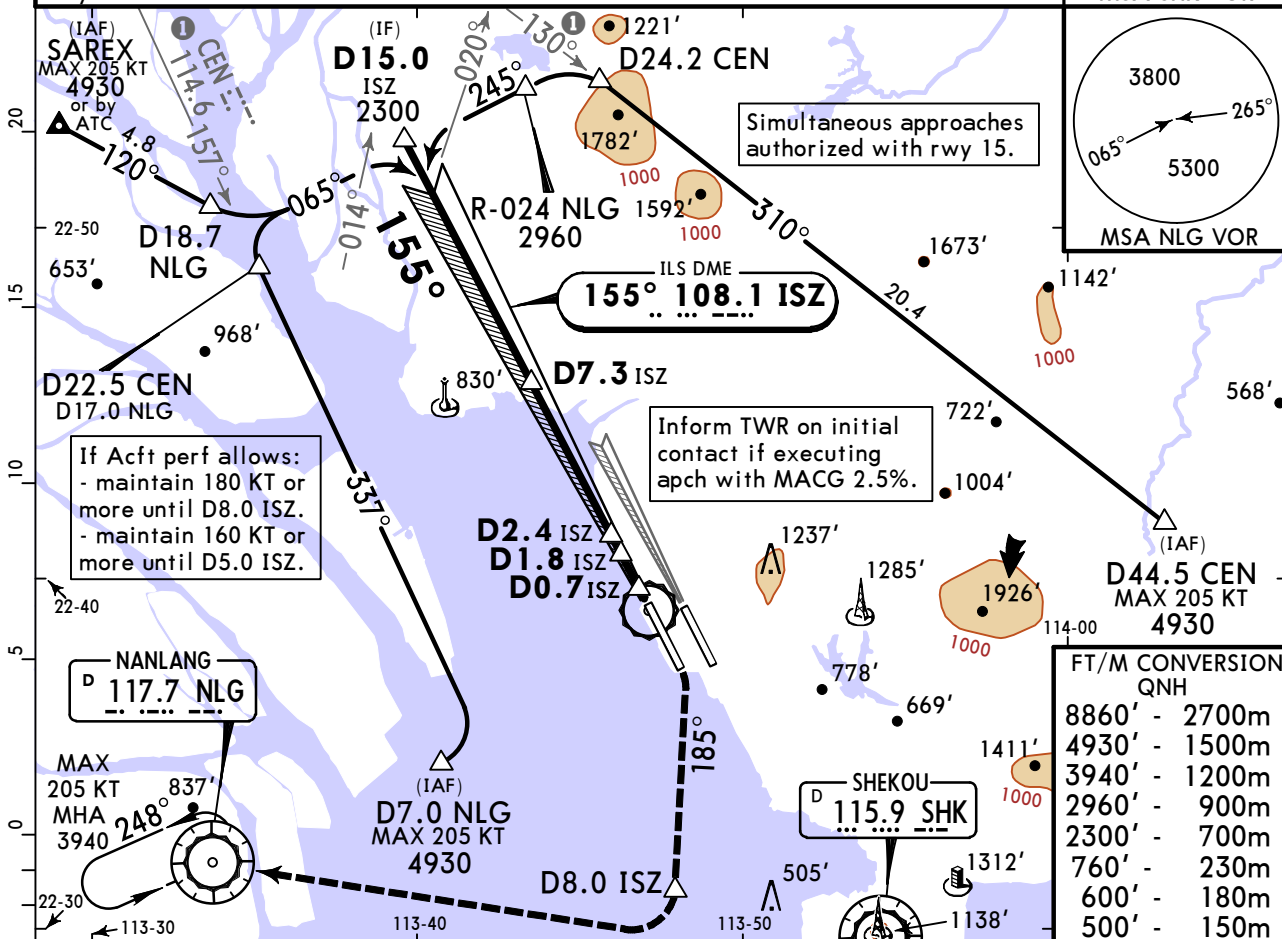 (IAF)
SAREX
MAX 205 KT
4930
or by
ATC
4.8
120°
1
CEN
114.6
157°
(IF)
D15.0
ISZ
2300
020°
1
130°
1221'
D24.2 CEN
245°
1782'
1000
Simultaneous approaches
authorized with rwy 15.
3800
265°
065°
5300
MSA NLG VOR
20
22-50
D18.7
NLG
065°
014°
155°
R-024 NLG
2960
1592'
1000
310°
20.4
1673'
1142'
1000
653'
15
968'
ILS DME
155° 108.1 ISZ
D22.5 CEN
D17.0 NLG
830'
D7.3 ISZ
568'
722'
If Acft perf allows:
- maintain 180 KT or
more until D8.0 ISZ.
- maintain 160 KT or
more until D5.0 ISZ.
337°
Inform TWR on initial
contact if executing
apch with MACG 2.5%.
1004'
10
D2.4 ISZ
D1.8 ISZ
D0.7 ISZ
1237'
1285'
1926'
1000
(IAF)
D44.5 CEN
MAX 205 KT
4930
22-40
114-00
5
NANLANG
D 117.7 NLG
778'
669'
185°
1411'
1000
FT/M CONVERSION
QNH
8860' - 2700m
4930' - 1500m
3940' - 1200m
2960' - 900m
2300' - 700m
760' - 230m
600' - 180m
500' - 150m
MAX
205 KT
MHA
3940
837'
248°
(IAF)
D7.0 NLG
MAX 205 KT
4930
SHEKOU
D 115.9 SHK
0
D8.0 ISZ
505'
1312'
1138'
22-30
113-30
113-40
113-50